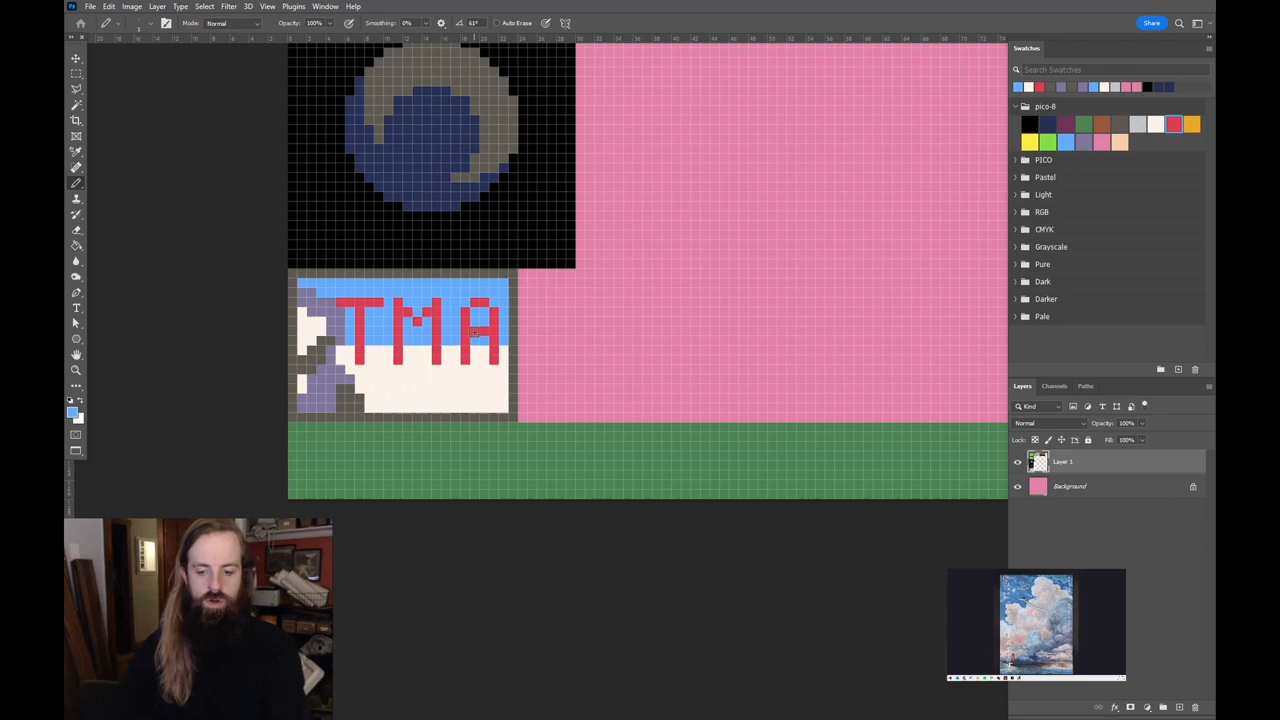 File Edit Image Layer Type Select Filter 3D View Plugins Window Help
1
Mode: Normal
Opacity: 100%
Smoothing: 0%
61°
Auto Erase
Share
Swatches
Search Swatches
pico-8
PICO
Pastel
Light
RGB
CMYK
Grayscale
Pure
Dark
Darker
Pale
TMA
Layers Channels Paths
Kind
Normal
Opacity: 100%
Lock:
Fill: 100%
Layer 1
Background